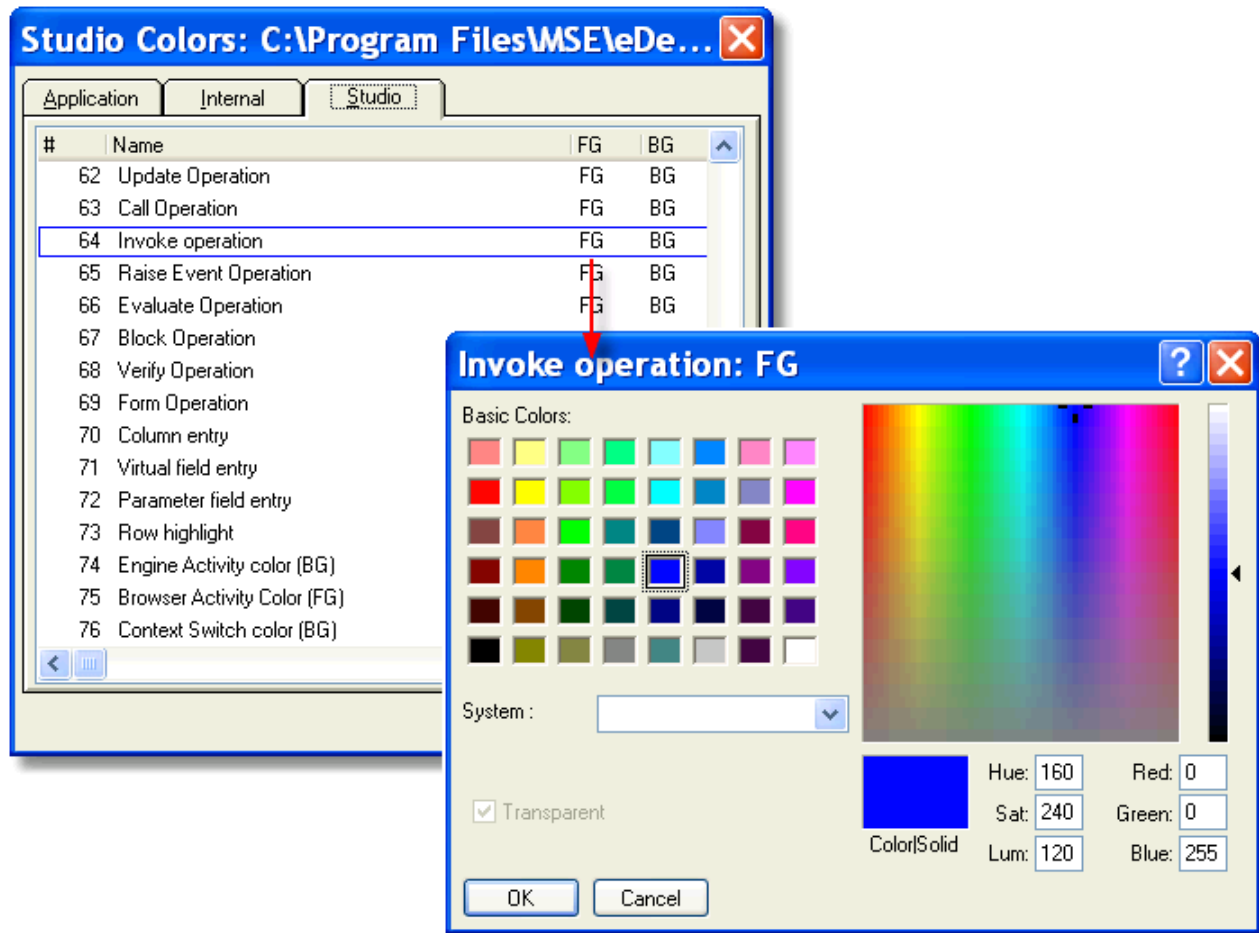 Studio Colors: C:\Program Files\MSE\eDe...
Application Internal Studio
# Name FG BG
62 Update Operation FG BG
63 Call Operation FG BG
64 Invoke operation FG BG
65 Raise Event Operation FG BG
66 Evaluate Operation FG BG
67 Block Operation
68 Verify Operation
69 Form Operation
70 Column entry
71 Virtual field entry
72 Parameter field entry
73 Row highlight
74 Engine Activity color (BG)
75 Browser Activity Color (FG)
76 Context Switch color (BG)
Invoke operation: FG
Basic Colors:
System :
Transparent
Color|Solid
Hue: 160 Red: 0
Sat: 240 Green: 0
Lum: 120 Blue: 255
OK Cancel